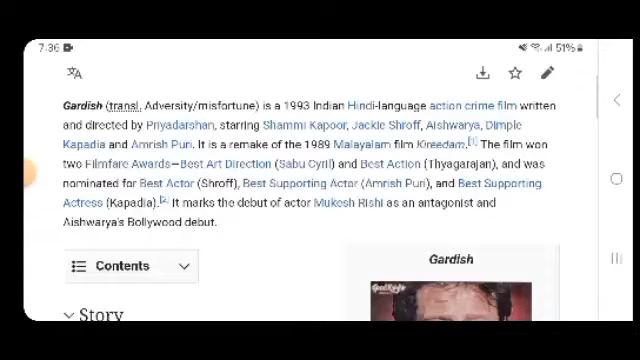 7:36
51%
Gardish (transl. Adversity/misfortune) is a 1993 Indian Hindi-language action crime film written
and directed by Priyadarshan, starring Shammi Kapoor, Jackie Shroff, Aishwarya, Dimple
Kapadia and Amrish Puri. It is a remake of the 1989 Malayalam film Kireedam.[1] The film won
two Filmfare Awards—Best Art Direction (Sabu Cyril) and Best Action (Thyagarajan), and was
nominated for Best Actor (Shroff), Best Supporting Actor (Amrish Puri), and Best Supporting
Actress (Kapadia).[2] It marks the debut of actor Mukesh Rishi as an antagonist and
Aishwarya's Bollywood debut.
Contents
Gardish
Story